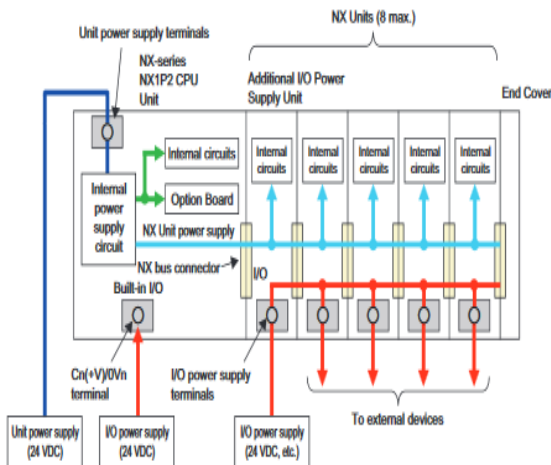 Unit power supply terminals
NX-series
NX1P2 CPU
Unit
NX Units (8 max.)
Additional I/O Power
Supply Unit
End Cover
Internal circuits
Option Board
Internal
circuits
Internal
circuits
Internal
circuits
Internal
circuits
Internal
circuits
Internal
power
supply
circuit
NX Unit power supply
NX bus connector
I/O
Built-in I/O
Cn(+V)/0Vn
terminal
I/O power supply
terminals
To external devices
Unit power supply
(24 VDC)
I/O power supply
(24 VDC)
I/O power supply
(24 VDC, etc.)